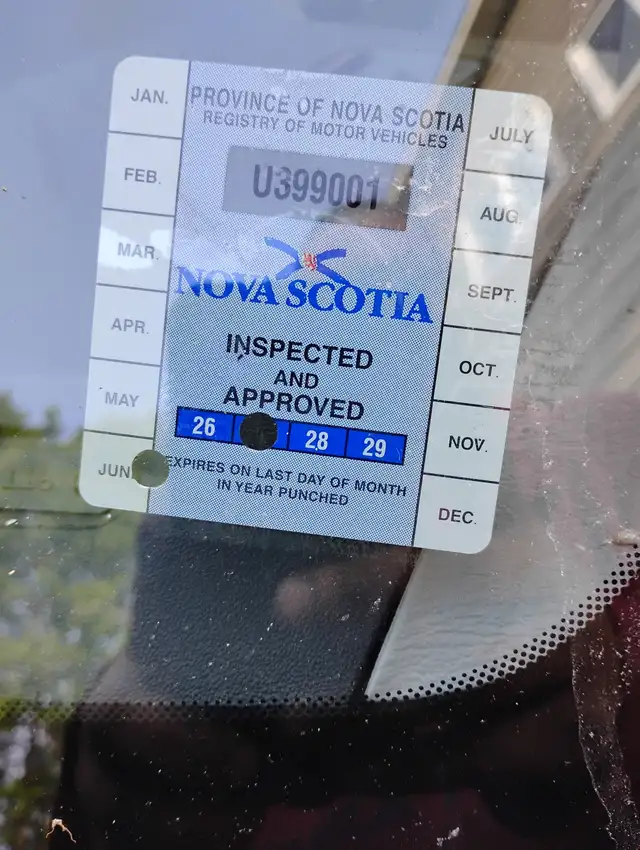 JAN.
FEB.
MAR.
APR.
MAY
PROVINCE OF NOVA SCOTIA
REGISTRY OF MOTOR VEHICLES
U399001
NOVA SCOTIA
INSPECTED
AND
APPROVED
26 28 29
EXPIRES ON LAST DAY OF MONTH
IN YEAR PUNCHED
JULY
AUG.
SEPT.
OCT.
NOV.
DEC.